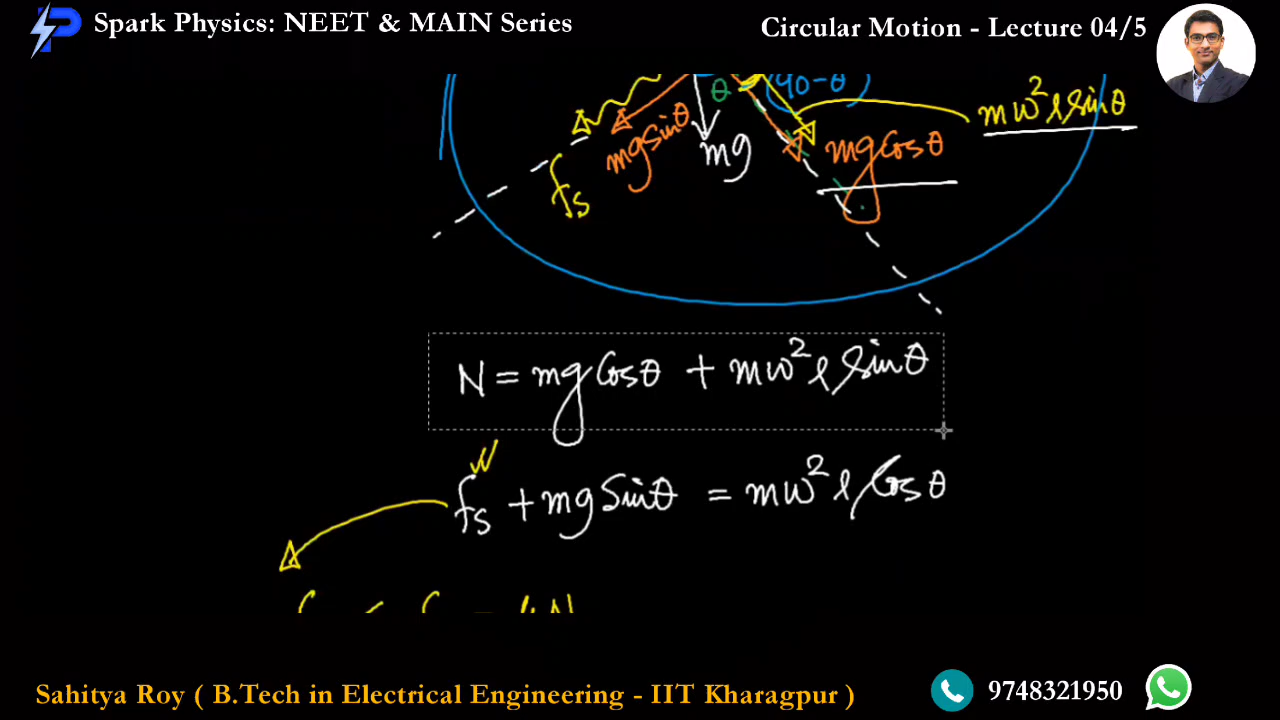 Spark Physics: NEET & MAIN Series
Circular Motion - Lecture 04/5
θ
(90-θ)
mω²l sinθ
mg sinθ
mg
mg cosθ
fs
N = mg cosθ + mω²l sinθ
fs + mg sinθ = mω²l cosθ
Sahitya Roy ( B.Tech in Electrical Engineering - IIT Kharagpur )
9748321950